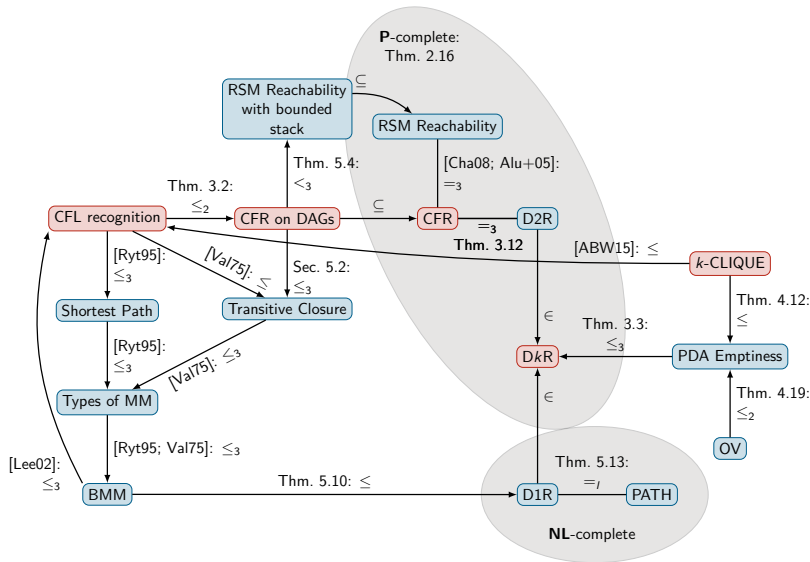 P-complete:
Thm. 2.16
RSM Reachability
with bounded
stack
⊆
RSM Reachability
Thm. 5.4:
<₃
[Cha08; Alu+05]:
=₃
Thm. 3.2:
≤₂
CFL recognition
CFR on DAGs
⊆
CFR
=₃
Thm. 3.12
D2R
[Ryt95]:
≤₃
[Val75]: ≤
Sec. 5.2:
≤₃
[ABW15]: ≤
k-CLIQUE
Shortest Path
Transitive Closure
∈
Thm. 3.3:
≤₃
Thm. 4.12:
≤
[Ryt95]:
≤₃
[Val75]: ≤₃
DkR
PDA Emptiness
Types of MM
∈
Thm. 4.19:
≤₂
[Ryt95; Val75]: ≤₃
OV
[Lee02]:
≤₃
BMM
Thm. 5.10: ≤
D1R
Thm. 5.13:
=ₗ
PATH
NL-complete